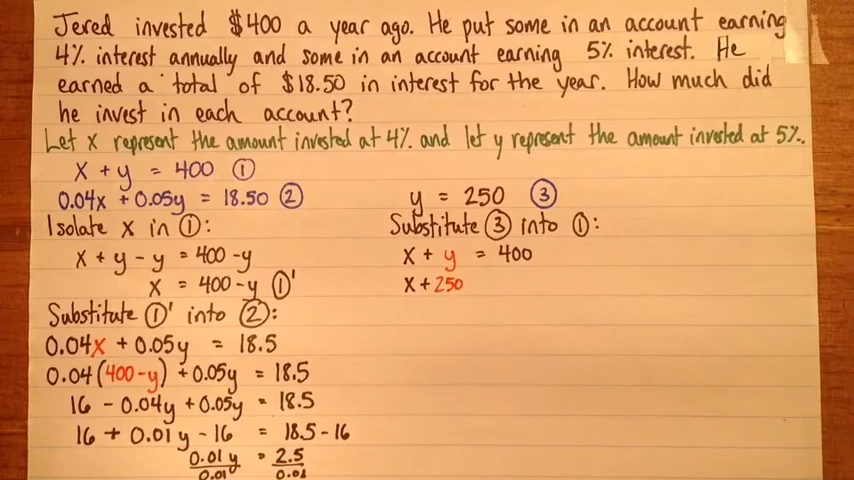 Jered invested $400 a year ago. He put some in an account earning
4% interest annually and some in an account earning 5% interest. He
earned a total of $18.50 in interest for the year. How much did
he invest in each account?
Let x represent the amount invested at 4% and let y represent the amount invested at 5%.
x + y = 400 ①
0.04x + 0.05y = 18.50 ②
Isolate x in ①:
x + y - y = 400 - y
x = 400 - y ①'
Substitute ①' into ②:
0.04x + 0.05y = 18.5
0.04(400-y) + 0.05y = 18.5
16 - 0.04y + 0.05y = 18.5
16 + 0.01y - 16 = 18.5 - 16
0.01y = 2.5
0.01 0.01
y = 250 ③
Substitute ③ into ①:
x + y = 400
x + 250